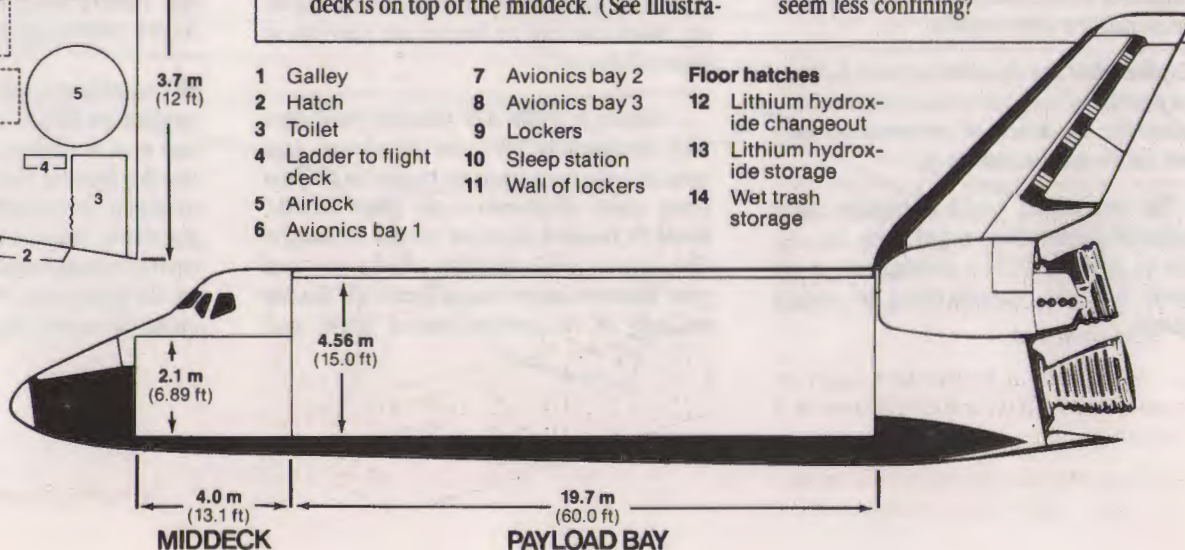 deck is on top of the middeck. (See Illustra-
seem less confining?
5
3.7 m
(12 ft)
4
3
2
1 Galley
2 Hatch
3 Toilet
4 Ladder to flight
deck
5 Airlock
6 Avionics bay 1
7 Avionics bay 2
8 Avionics bay 3
9 Lockers
10 Sleep station
11 Wall of lockers
Floor hatches
12 Lithium hydrox-
ide changeout
13 Lithium hydrox-
ide storage
14 Wet trash
storage
4.56 m
(15.0 ft)
2.1 m
(6.89 ft)
4.0 m
(13.1 ft)
MIDDECK
19.7 m
(60.0 ft)
PAYLOAD BAY